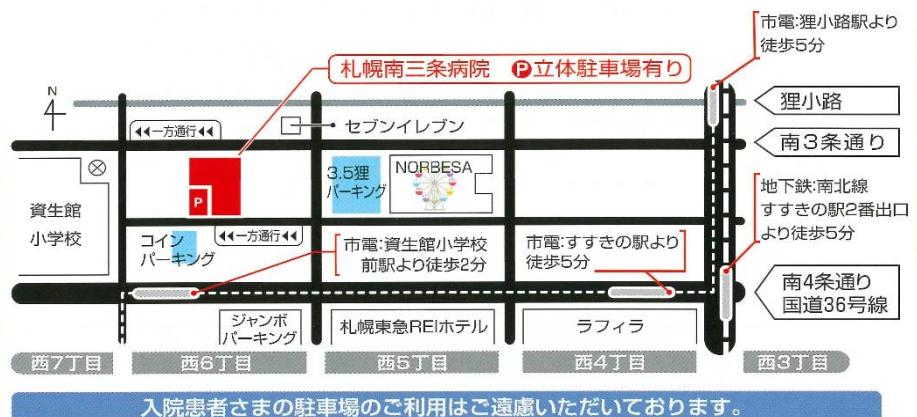 市電:狸小路駅より
徒歩5分
札幌南三条病院 P立体駐車場有り
N
狸小路
◀◀一方通行◀◀
セブンイレブン
南3条通り
3.5狸
パーキング
NORBESA
P
資生館
小学校
地下鉄:南北線
すすきの駅2番出口
より徒歩5分
コイン
パーキング
◀◀一方通行◀◀
市電:資生館小学校
前駅より徒歩2分
市電:すすきの駅より
徒歩5分
南4条通り
国道36号線
ジャンボ
パーキング
札幌東急REIホテル
ラフィラ
西7丁目
西6丁目
西5丁目
西4丁目
西3丁目
入院患者さまの駐車場のご利用はご遠慮いただいております。